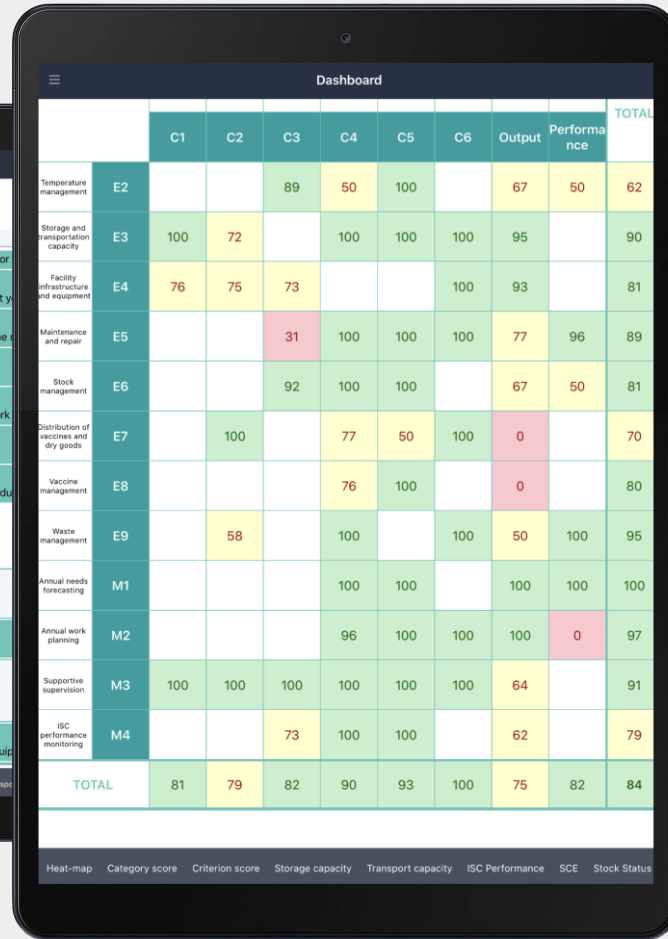 Dashboard
TOTAL
C1 C2 C3 C4 C5 C6 Output Performa
nce
Temperature
management E2 89 50 100 67 50 62
Storage and
transportation
capacity E3 100 72 100 100 100 95 90
Facility
infrastructure
and equipment E4 76 75 73 100 93 81
Maintenance
and repair E5 31 100 100 100 77 96 89
Stock
management E6 92 100 100 67 50 81
Distribution of
vaccines and
dry goods E7 100 77 50 100 0 70
Vaccine
management E8 76 100 0 80
Waste
management E9 58 100 100 50 100 95
Annual needs
forecasting M1 100 100 100 100 100
Annual work
planning M2 96 100 100 100 0 97
Supportive
supervision M3 100 100 100 100 100 100 64 91
iSC
performance
monitoring M4 73 100 100 62 79
TOTAL 81 79 82 90 93 100 75 82 84
Heat-map Category score Criterion score Storage capacity Transport capacity ISC Performance SCE Stock Status